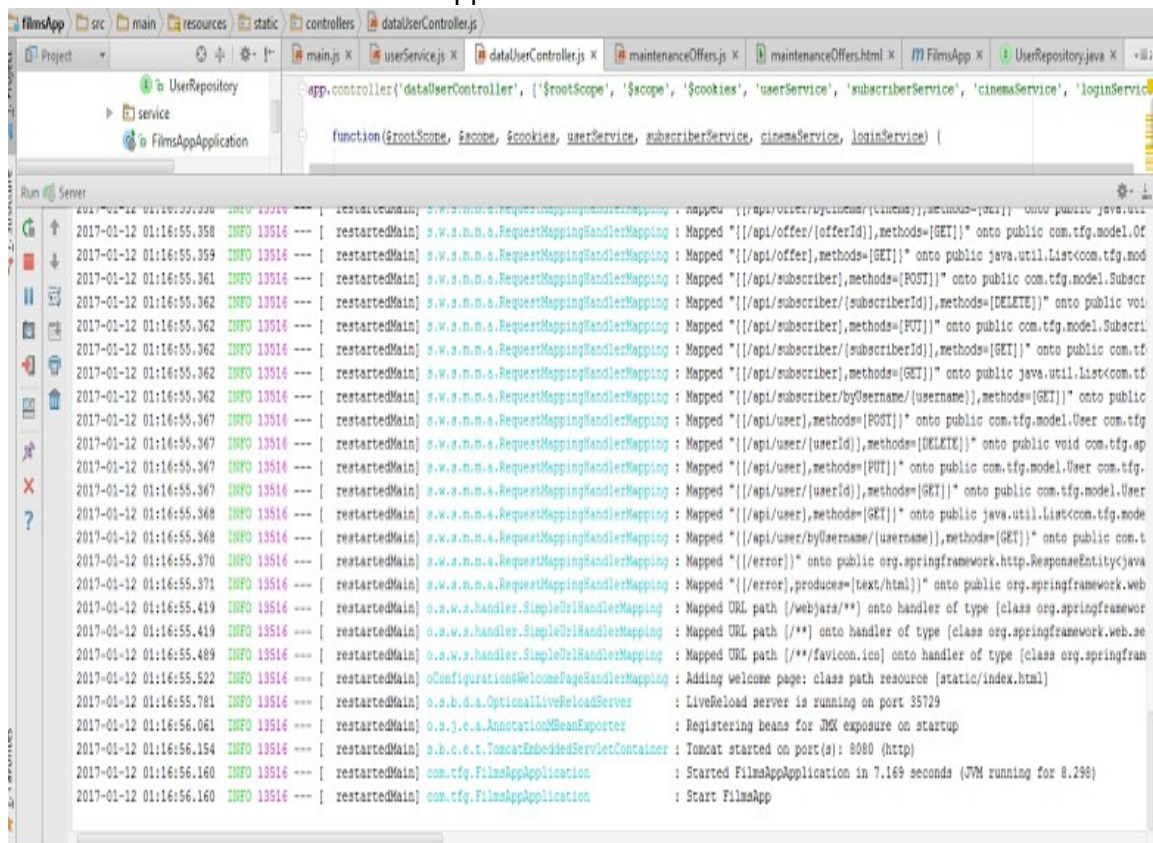 filmsApp src main resources static controllers dataUserController.js
Project main.js × userService.js × dataUserController.js × maintenanceOffers.js × maintenanceOffers.html × m FilmsApp × UserRepository.java ×
UserRepository
service
FilmsAppApplication
app.controller('dataUserController', ['$rootScope', '$scope', '$cookies', 'userService', 'subscriberService', 'cinemaService', 'loginServic
function($rootScope, $scope, $cookies, userService, subscriberService, cinemaService, loginService) {
Run Server
2017-01-12 01:16:55.358 INFO 13516 --- [ restartedMain] s.w.s.m.m.a.RequestMappingHandlerMapping : Mapped "{[/api/offer/{offerId}],methods=[GET]}" onto public com.tfg.model.Of
2017-01-12 01:16:55.359 INFO 13516 --- [ restartedMain] s.w.s.m.m.a.RequestMappingHandlerMapping : Mapped "{[/api/offer],methods=[GET]}" onto public java.util.List<com.tfg.mod
2017-01-12 01:16:55.361 INFO 13516 --- [ restartedMain] s.w.s.m.m.a.RequestMappingHandlerMapping : Mapped "{[/api/subscriber],methods=[POST]}" onto public com.tfg.model.Subscr
2017-01-12 01:16:55.362 INFO 13516 --- [ restartedMain] s.w.s.m.m.a.RequestMappingHandlerMapping : Mapped "{[/api/subscriber/{subscriberId}],methods=[DELETE]}" onto public voi
2017-01-12 01:16:55.362 INFO 13516 --- [ restartedMain] s.w.s.m.m.a.RequestMappingHandlerMapping : Mapped "{[/api/subscriber],methods=[PUT]}" onto public com.tfg.model.Subscri
2017-01-12 01:16:55.362 INFO 13516 --- [ restartedMain] s.w.s.m.m.a.RequestMappingHandlerMapping : Mapped "{[/api/subscriber/{subscriberId}],methods=[GET]}" onto public com.tf
2017-01-12 01:16:55.362 INFO 13516 --- [ restartedMain] s.w.s.m.m.a.RequestMappingHandlerMapping : Mapped "{[/api/subscriber],methods=[GET]}" onto public java.util.List<com.tf
2017-01-12 01:16:55.362 INFO 13516 --- [ restartedMain] s.w.s.m.m.a.RequestMappingHandlerMapping : Mapped "{[/api/subscriber/byUsername/{username}],methods=[GET]}" onto public
2017-01-12 01:16:55.367 INFO 13516 --- [ restartedMain] s.w.s.m.m.a.RequestMappingHandlerMapping : Mapped "{[/api/user],methods=[POST]}" onto public com.tfg.model.User com.tfg
2017-01-12 01:16:55.367 INFO 13516 --- [ restartedMain] s.w.s.m.m.a.RequestMappingHandlerMapping : Mapped "{[/api/user/{userId}],methods=[DELETE]}" onto public void com.tfg.ap
2017-01-12 01:16:55.367 INFO 13516 --- [ restartedMain] s.w.s.m.m.a.RequestMappingHandlerMapping : Mapped "{[/api/user],methods=[PUT]}" onto public com.tfg.model.User com.tfg.
2017-01-12 01:16:55.367 INFO 13516 --- [ restartedMain] s.w.s.m.m.a.RequestMappingHandlerMapping : Mapped "{[/api/user/{userId}],methods=[GET]}" onto public com.tfg.model.User
2017-01-12 01:16:55.368 INFO 13516 --- [ restartedMain] s.w.s.m.m.a.RequestMappingHandlerMapping : Mapped "{[/api/user],methods=[GET]}" onto public java.util.List<com.tfg.mode
2017-01-12 01:16:55.368 INFO 13516 --- [ restartedMain] s.w.s.m.m.a.RequestMappingHandlerMapping : Mapped "{[/api/user/byUsername/{username}],methods=[GET]}" onto public com.t
2017-01-12 01:16:55.370 INFO 13516 --- [ restartedMain] s.w.s.m.m.a.RequestMappingHandlerMapping : Mapped "{[/error]}" onto public org.springframework.http.ResponseEntity<java
2017-01-12 01:16:55.371 INFO 13516 --- [ restartedMain] s.w.s.m.m.a.RequestMappingHandlerMapping : Mapped "{[/error],produces=[text/html]}" onto public org.springframework.web
2017-01-12 01:16:55.419 INFO 13516 --- [ restartedMain] o.s.w.s.handler.SimpleUrlHandlerMapping : Mapped URL path [/webjars/**] onto handler of type [class org.springframewor
2017-01-12 01:16:55.419 INFO 13516 --- [ restartedMain] o.s.w.s.handler.SimpleUrlHandlerMapping : Mapped URL path [/**] onto handler of type [class org.springframework.web.se
2017-01-12 01:16:55.489 INFO 13516 --- [ restartedMain] o.s.w.s.handler.SimpleUrlHandlerMapping : Mapped URL path [/**/favicon.ico] onto handler of type [class org.springfram
2017-01-12 01:16:55.522 INFO 13516 --- [ restartedMain] oConfiguration$WelcomePageHandlerMapping : Adding welcome page: class path resource [static/index.html]
2017-01-12 01:16:55.781 INFO 13516 --- [ restartedMain] o.s.b.d.a.OptionalLiveReloadServer : LiveReload server is running on port 35729
2017-01-12 01:16:56.061 INFO 13516 --- [ restartedMain] o.s.j.e.a.AnnotationMBeanExporter : Registering beans for JMX exposure on startup
2017-01-12 01:16:56.154 INFO 13516 --- [ restartedMain] s.b.c.e.t.TomcatEmbeddedServletContainer : Tomcat started on port(s): 8080 (http)
2017-01-12 01:16:56.160 INFO 13516 --- [ restartedMain] com.tfg.FilmsAppApplication : Started FilmsAppApplication in 7.169 seconds (JVM running for 8.298)
2017-01-12 01:16:56.160 INFO 13516 --- [ restartedMain] com.tfg.FilmsAppApplication : Start FilmsApp